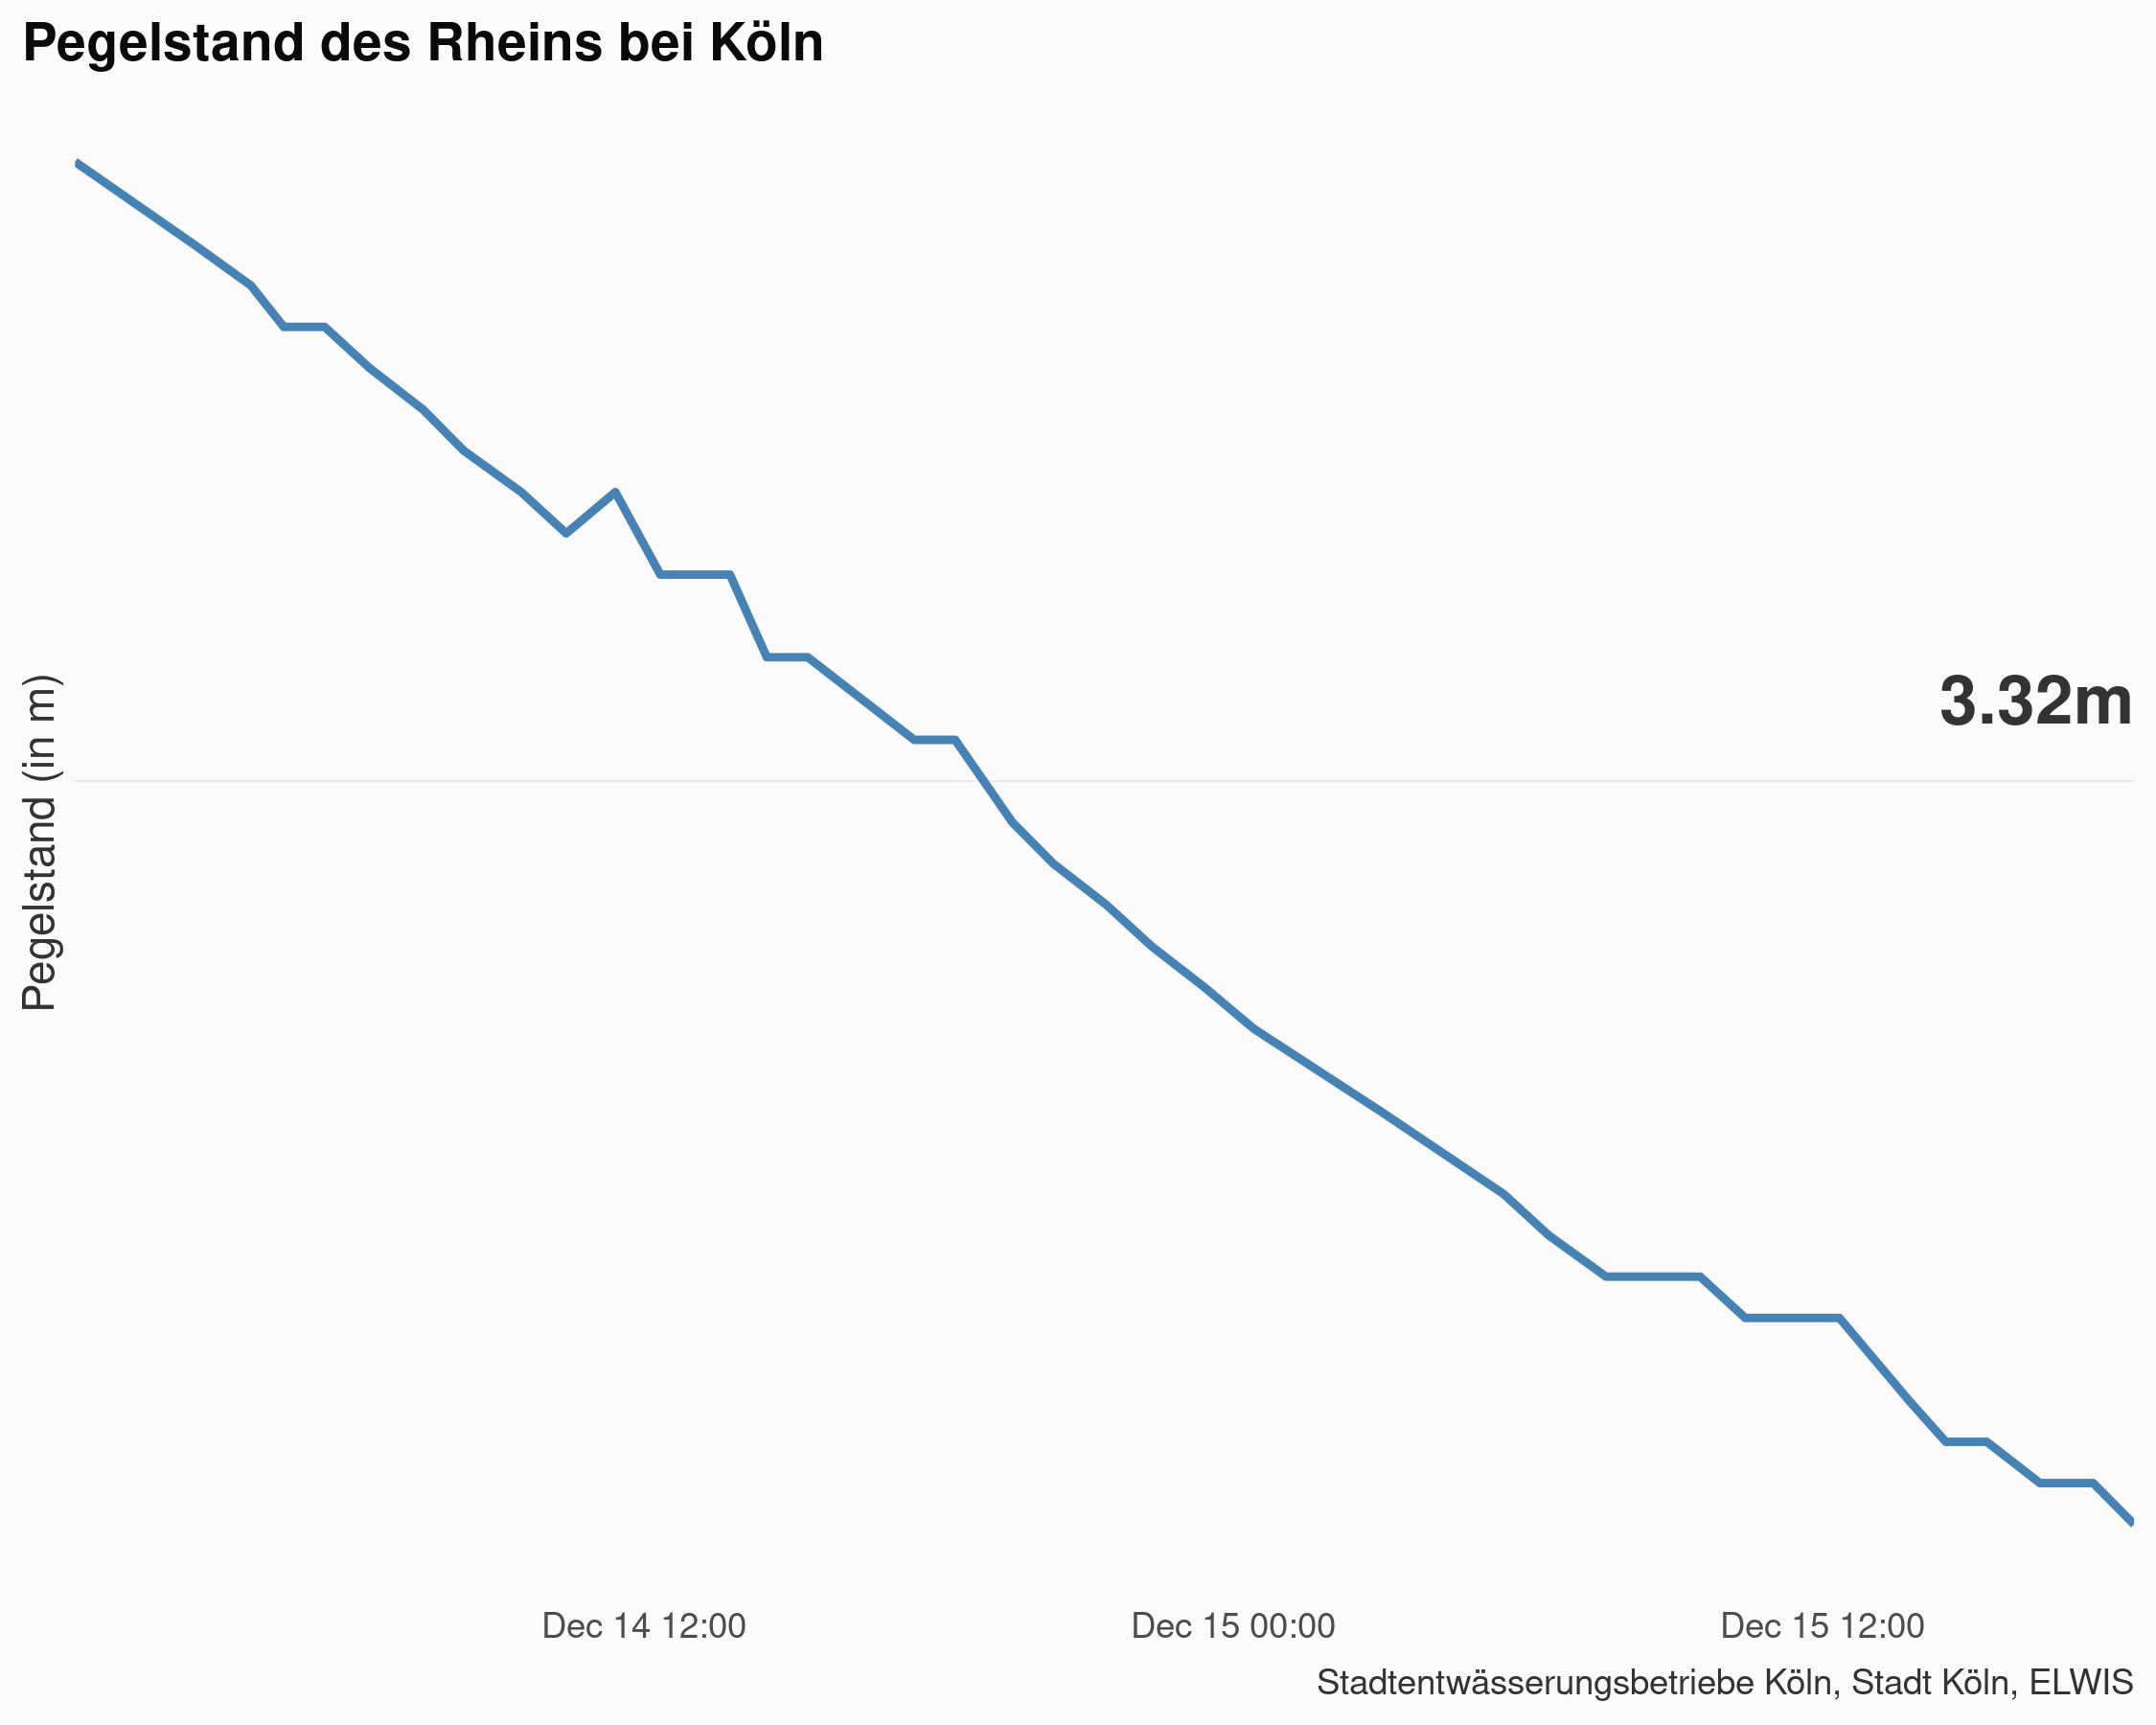 Pegelstand des Rheins bei Köln
Pegelstand (in m)
3.32m
Dec 14 12:00
Dec 15 00:00
Dec 15 12:00
Stadtentwässerungsbetriebe Köln, Stadt Köln, ELWIS